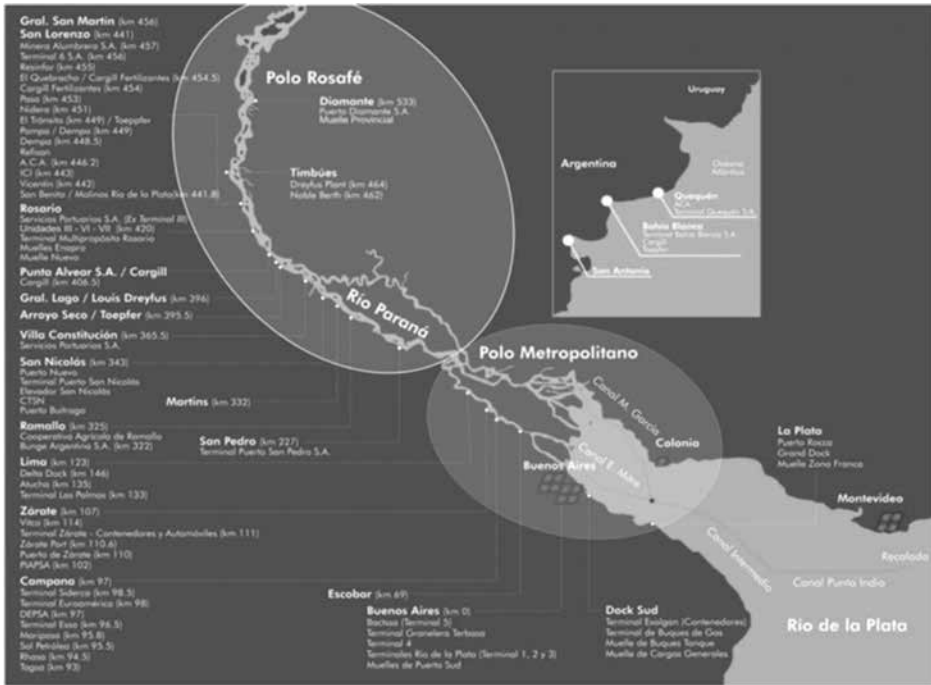 Gral. San Martín (km 456)
San Lorenzo (km 441)
Minera Alumbrera S.A. (km 457)
Terminal 6 S.A. (km 456)
Resinfor (km 455)
El Quebracho / Cargill Fertilizantes (km 454.5)
Cargill Fertilizantes (km 454)
Pasa (km 453)
Nidera (km 451)
El Tránsito (km 449) / Toeppfer
Pampa / Dempa (km 449)
Dempa (km 448.5)
Refisan
A.C.A. (km 446.2)
ICI (km 443)
Vicentin (km 442)
San Benito / Molinos Río de la Plata(km 441.8)
Rosario
Servicios Portuarios S.A. (Ex Terminal III)
Unidades III - VI - VII (km 420)
Terminal Multipropósito Rosario
Muelles Enapro
Muelle Nuevo
Punta Alvear S.A. / Cargill
Cargill (km 406.5)
Gral. Lago / Louis Dreyfus (km 396)
Arroyo Seco / Toepfer (km 395.5)
Villa Constitución (km 365.5)
Servicios Portuarios S.A.
San Nicolás (km 343)
Puerto Nuevo
Terminal Puerto San Nicolás
Elevador San Nicolás
CTSN
Puerto Buitrago
Ramallo (km 325)
Cooperativa Agrícola de Ramallo
Bunge Argentina S.A. (km 322)
Lima (km 123)
Delta Dock (km 146)
Atucha (km 135)
Terminal Las Palmas (km 133)
Zárate (km 107)
Vitco (km 114)
Terminal Zárate - Contenedores y Automóviles (km 111)
Zárate Port (km 110.6)
Puerto de Zárate (km 110)
PIAPSA (km 102)
Campana (km 97)
Terminal Siderca (km 98.5)
Terminal Euroamérica (km 98)
DEPSA (km 97)
Terminal Esso (km 96.5)
Mariposa (km 95.8)
Sol Petróleo (km 95.5)
Rhasa (km 94.5)
Tagsa (km 93)
Polo Rosafé
Diamante (km 533)
Puerto Diamante S.A.
Muelle Provincial
Timbúes
Dreyfus Plant (km 464)
Noble Berth (km 462)
Río Paraná
Martins (km 332)
San Pedro (km 227)
Terminal Puerto San Pedro S.A.
Uruguay
Argentina
Océano
Atlántico
Quequén
ACA
Terminal Quequén S.A.
Bahía Blanca
Terminal Bahía Blanca S.A.
Cargill
San Antonio
Polo Metropolitano
Canal M. García
Colonia
Canal E. Mitre
Buenos Aires
La Plata
Puerto Rocca
Grand Dock
Muelle Zona Franca
Montevideo
Recalada
Canal Intermedio
Canal Punta Indio
Río de la Plata
Escobar (km 69)
Buenos Aires (km 0)
Bactssa (Terminal 5)
Terminal Granelera Terbasa
Terminal 4
Terminales Río de la Plata (Terminal 1, 2 y 3)
Muelles de Puerto Sud
Dock Sud
Terminal Exolgan (Contenedores)
Terminal de Buques de Gas
Muelle de Buques Tanque
Muelle de Cargas Generales